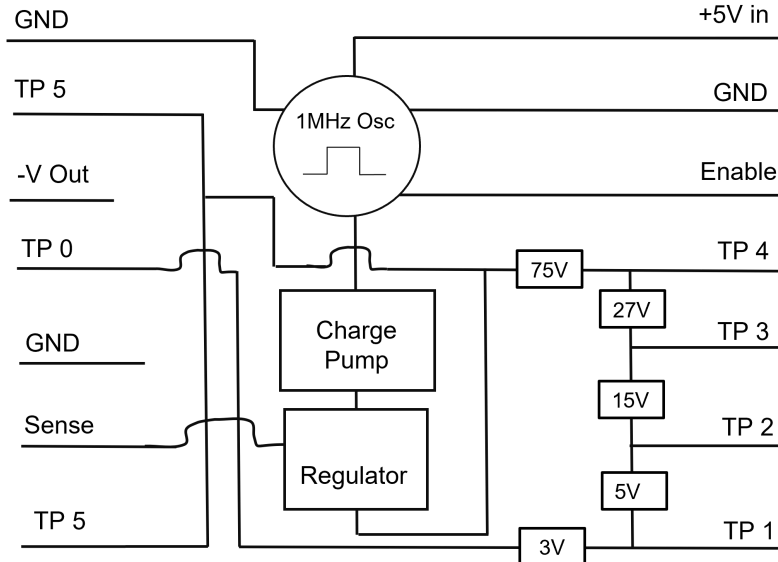 GND
+5V in
TP 5
GND
1MHz Osc
-V Out
Enable
TP 0
TP 4
75V
27V
Charge
Pump
GND
TP 3
15V
Sense
TP 2
Regulator
5V
TP 5
TP 1
3V